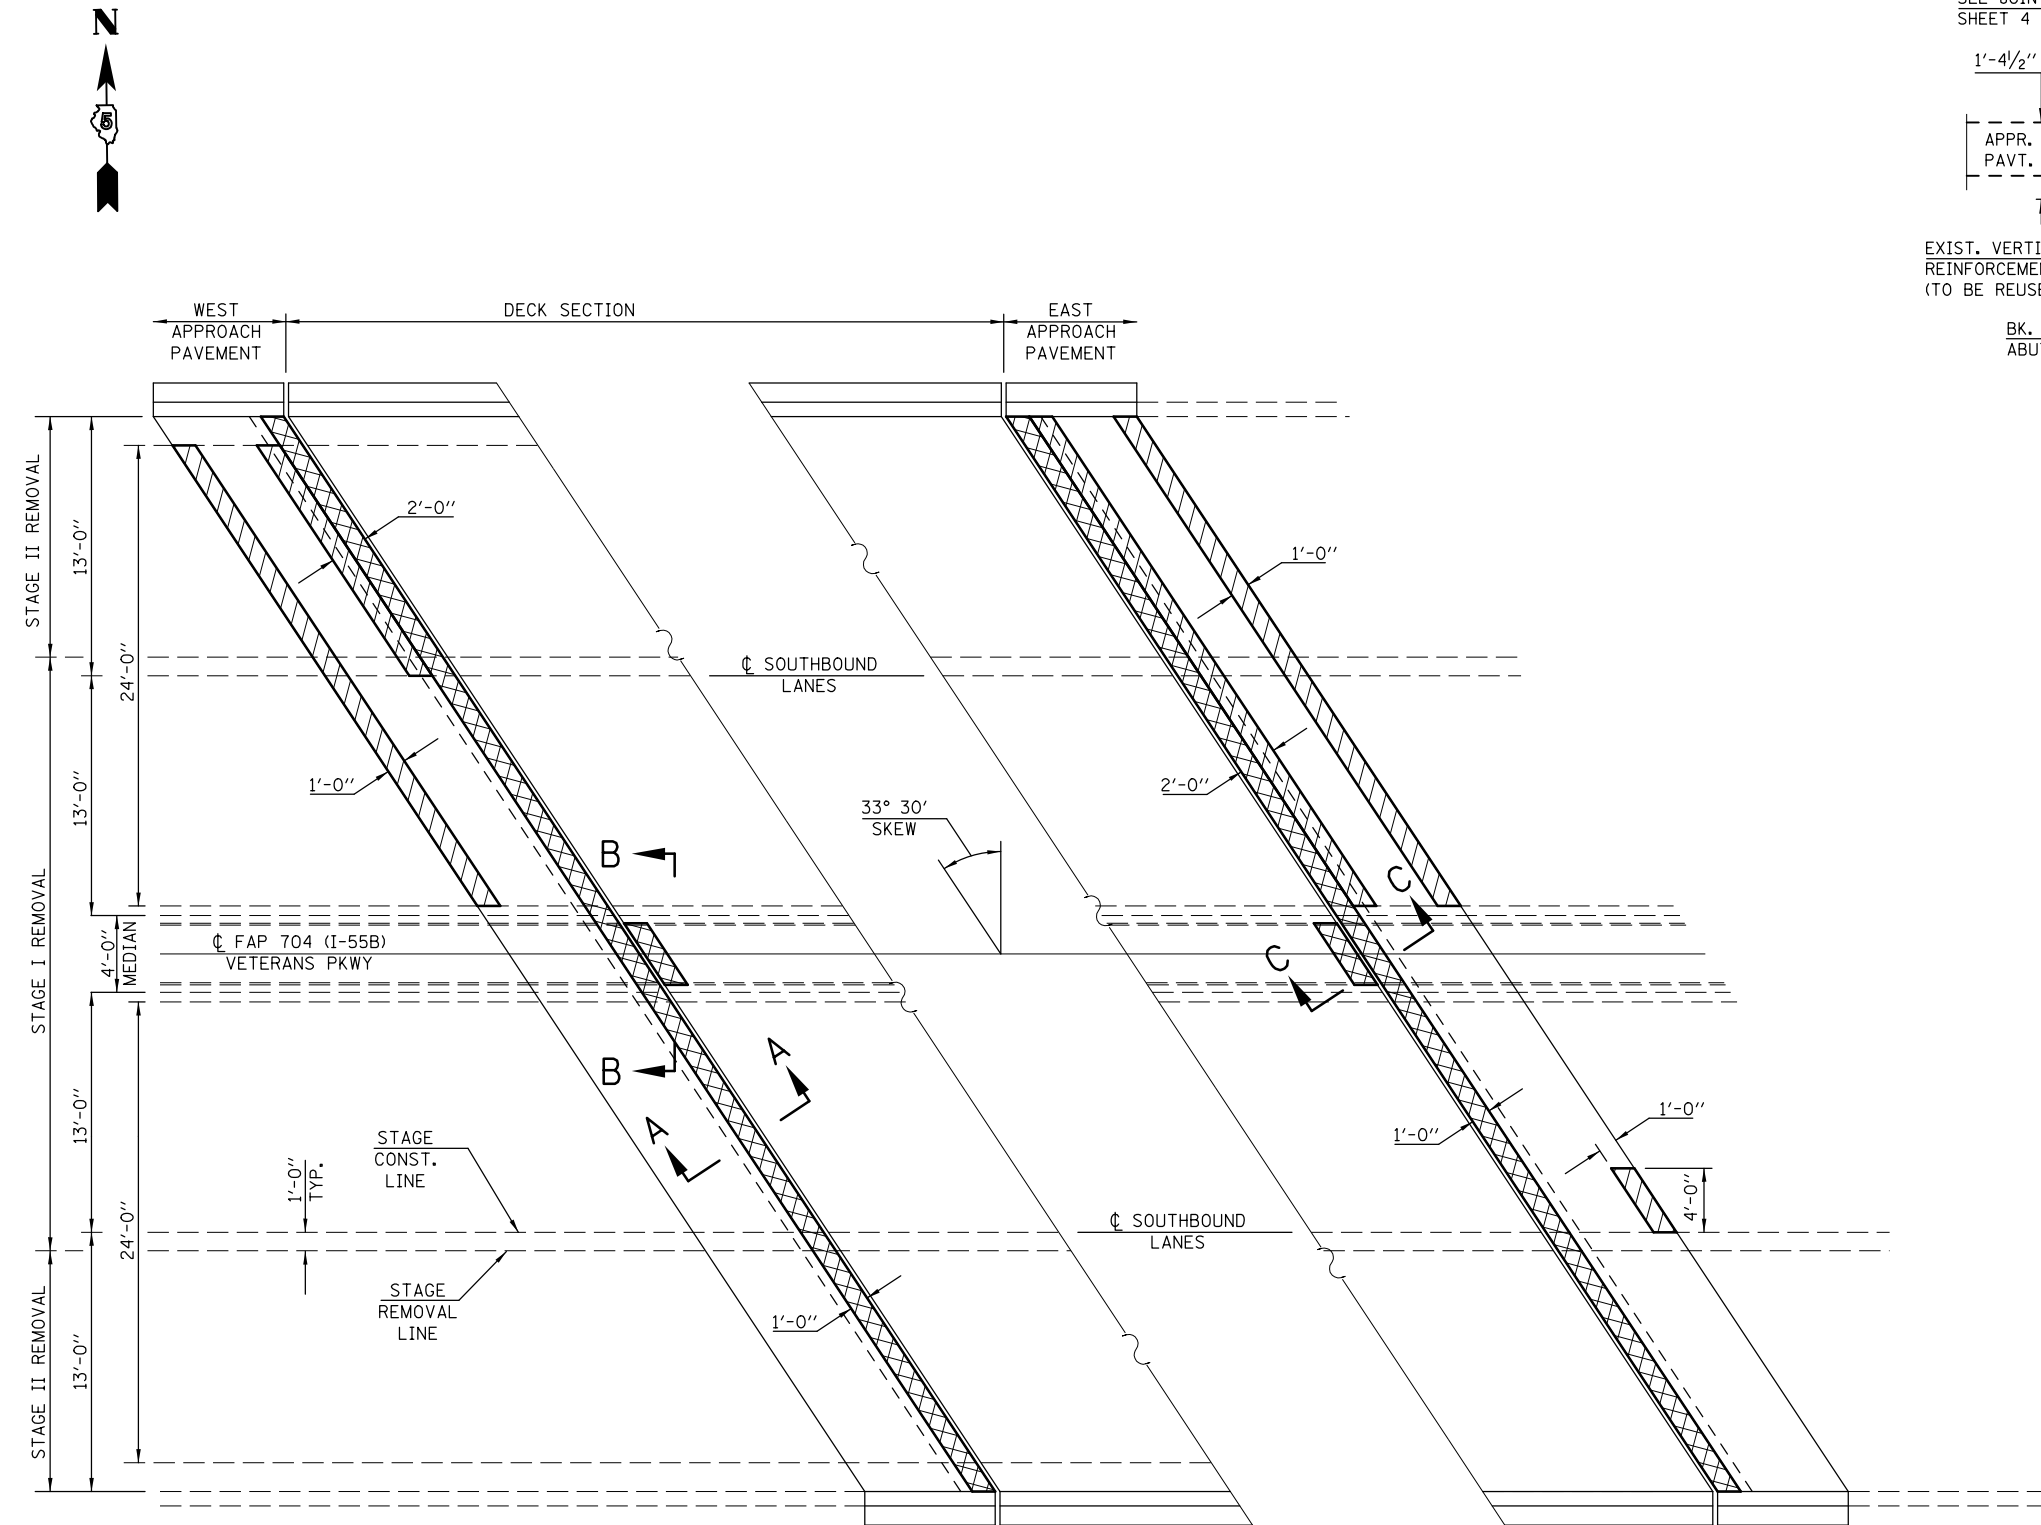 N
5
SHEET 4
1'-4 1/2"
APPR.
PAVT.
EXIST. VERTI
REINFORCEME
(TO BE REUSE
BK.
ABU
WEST
APPROACH
PAVEMENT
DECK SECTION
EAST
APPROACH
PAVEMENT
STAGE II REMOVAL
13'-0"
24'-0"
2'-0"
1'-0"
℄ SOUTHBOUND
LANES
1'-0"
13'-0"
2'-0"
33° 30'
SKEW
B
C
STAGE I REMOVAL
4'-0"
MEDIAN
℄ FAP 704 (I-55B)
VETERANS PKWY
C
B
A
A
13'-0"
24'-0"
1'-0"
TYP.
STAGE
CONST.
LINE
1'-0"
1'-0"
4'-0"
℄ SOUTHBOUND
LANES
STAGE
REMOVAL
LINE
1'-0"
STAGE II REMOVAL
13'-0"